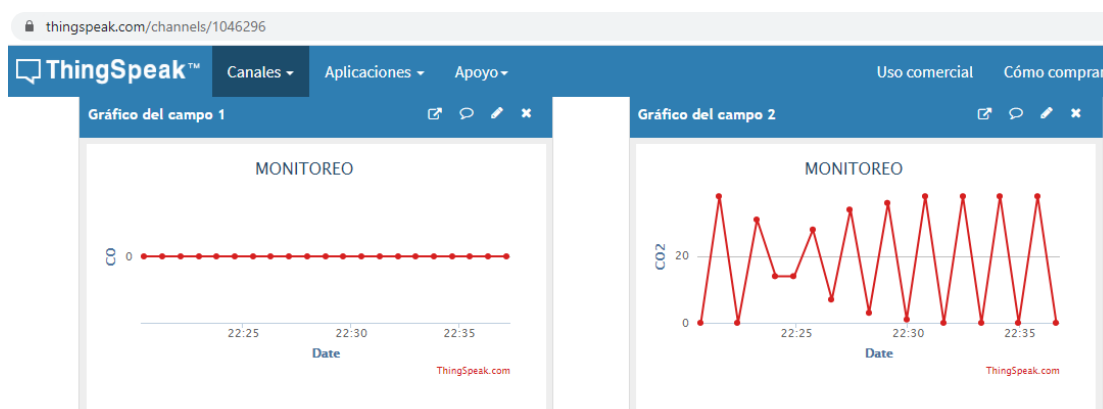 thingspeak.com/channels/1046296
ThingSpeak™ Canales Aplicaciones Apoyo Uso comercial Cómo comprar
Gráfico del campo 1
MONITOREO
CO
0
22:25 22:30 22:35
Date
ThingSpeak.com
Gráfico del campo 2
MONITOREO
CO2
20
0
22:25 22:30 22:35
Date
ThingSpeak.com